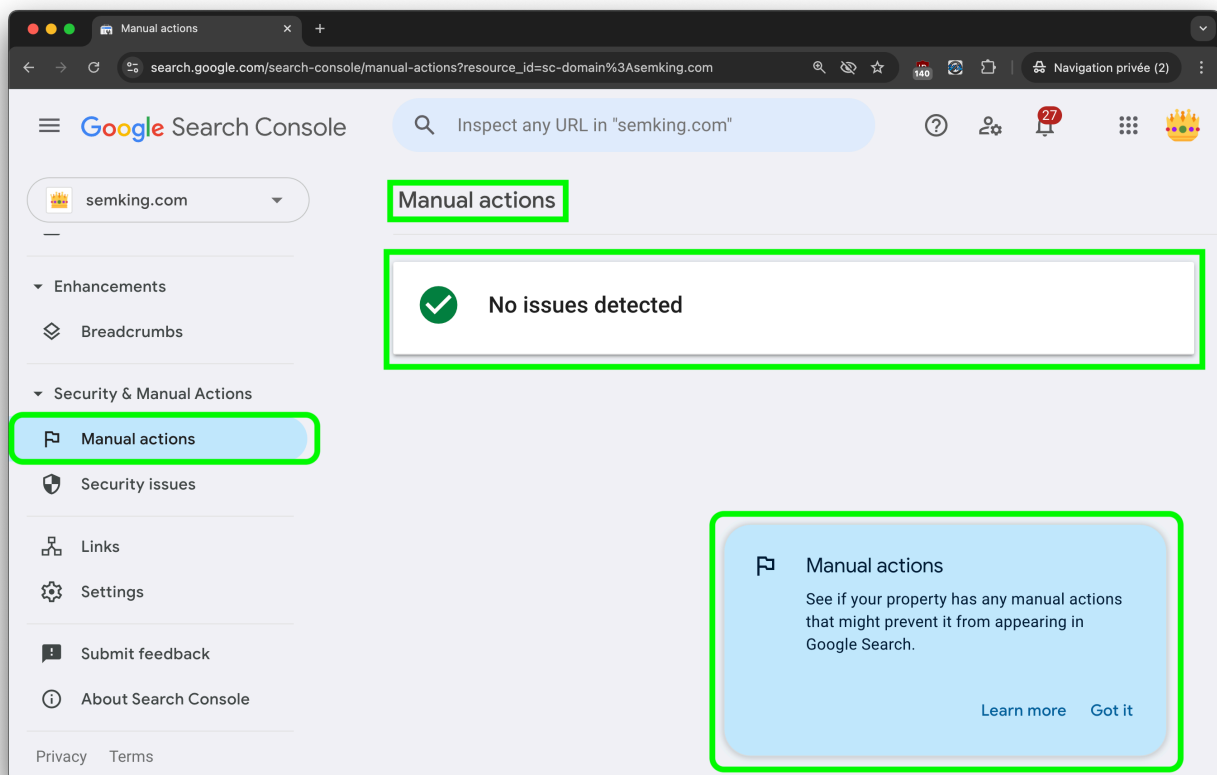 Manual actions
search.google.com/search-console/manual-actions?resource_id=sc-domain%3Asemking.com
140
Navigation privée (2)
Google Search Console
Inspect any URL in "semking.com"
27
semking.com
Manual actions
No issues detected
Enhancements
Breadcrumbs
Security & Manual Actions
Manual actions
Security issues
Links
Settings
Submit feedback
About Search Console
Privacy Terms
Manual actions
See if your property has any manual actions
that might prevent it from appearing in
Google Search.
Learn more Got it